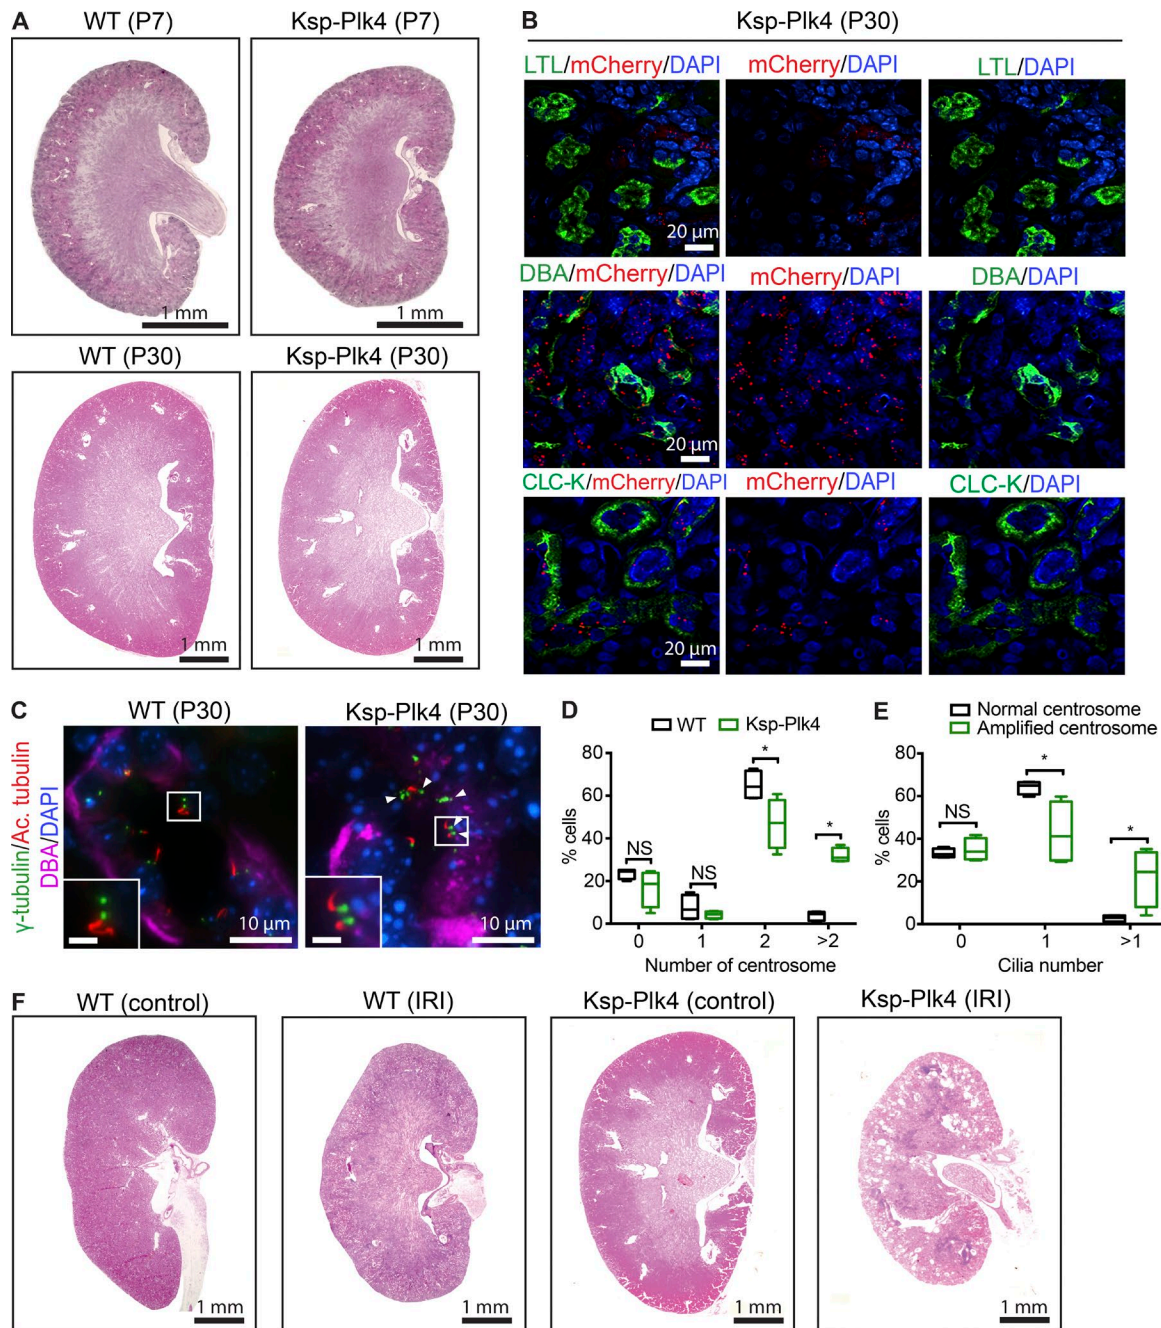 A
WT (P7)
Ksp-Plk4 (P7)
1 mm
1 mm
WT (P30)
Ksp-Plk4 (P30)
1 mm
1 mm
B
Ksp-Plk4 (P30)
LTL/mCherry/DAPI
mCherry/DAPI
LTL/DAPI
20 µm
DBA/mCherry/DAPI
mCherry/DAPI
DBA/DAPI
20 µm
CLC-K/mCherry/DAPI
mCherry/DAPI
CLC-K/DAPI
20 µm
C
WT (P30)
Ksp-Plk4 (P30)
γ-tubulin/Ac. tubulin
DBA/DAPI
10 µm
10 µm
D
WT
Ksp-Plk4
% cells
80
60
40
20
0
NS
NS
*
*
0
1
2
>2
Number of centrosome
E
Normal centrosome
Amplified centrosome
% cells
80
60
40
20
0
NS
*
*
0
1
>1
Cilia number
F
WT (control)
WT (IRI)
Ksp-Plk4 (control)
Ksp-Plk4 (IRI)
1 mm
1 mm
1 mm
1 mm